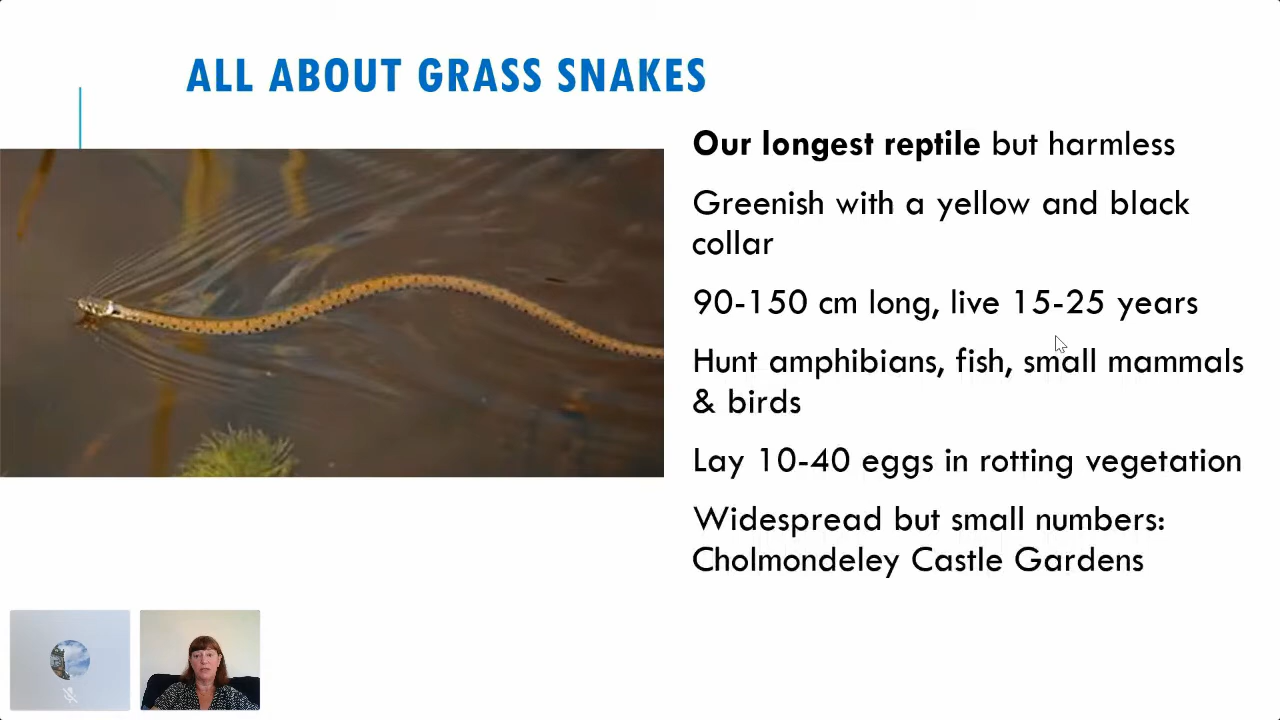 ALL ABOUT GRASS SNAKES
Our longest reptile but harmless
Greenish with a yellow and black
collar
90-150 cm long, live 15-25 years
Hunt amphibians, fish, small mammals
& birds
Lay 10-40 eggs in rotting vegetation
Widespread but small numbers:
Cholmondeley Castle Gardens